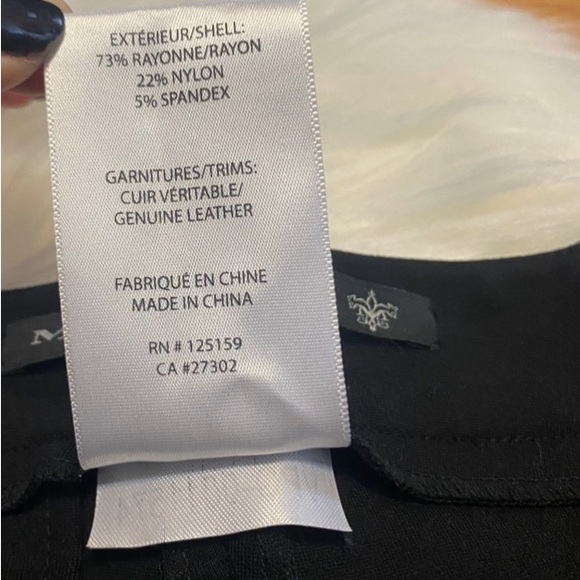 EXTÉRIEUR/SHELL:
73% RAYONNE/RAYON
22% NYLON
5% SPANDEX
GARNITURES/TRIMS:
CUIR VÉRITABLE/
GENUINE LEATHER
FABRIQUÉ EN CHINE
MADE IN CHINA
RN # 125159
CA #27302
M